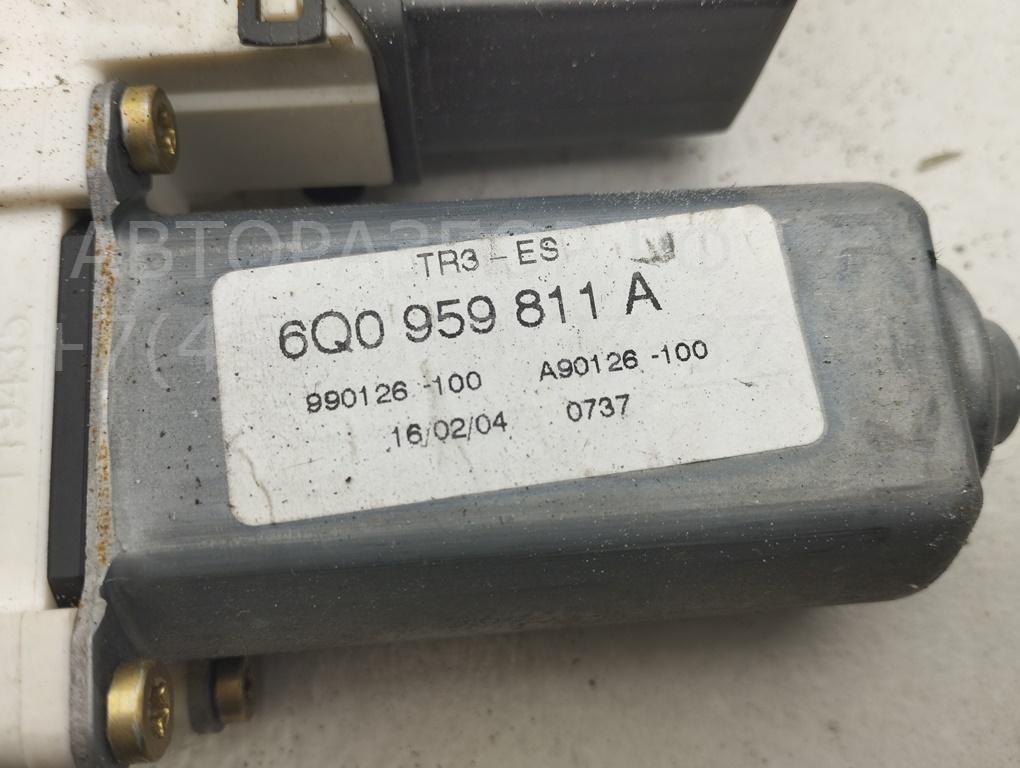 TR3 - ES
6Q0 959 811 A
990126 -100 A90126 -100
16/02/04 0737